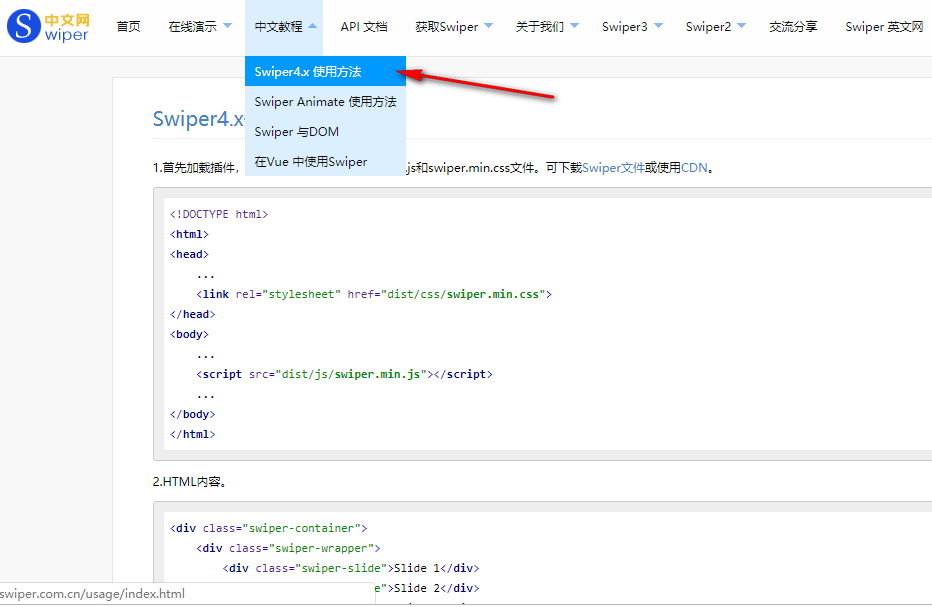 中文网
Swiper
首页 在线演示 中文教程 API 文档 获取Swiper 关于我们 Swiper3 Swiper2 交流分享 Swiper 英文网
Swiper4.x 使用方法
Swiper Animate 使用方法
Swiper 与DOM
在Vue 中使用Swiper
Swiper4.x
1.首先加载插件，.js和swiper.min.css文件。可下载Swiper文件或使用CDN。
<!DOCTYPE html>
<html>
<head>
...
<link rel="stylesheet" href="dist/css/swiper.min.css">
</head>
<body>
...
<script src="dist/js/swiper.min.js"></script>
...
</body>
</html>
2.HTML内容。
<div class="swiper-container">
<div class="swiper-wrapper">
<div class="swiper-slide">Slide 1</div>
e">Slide 2</div>
swiper.com.cn/usage/index.html